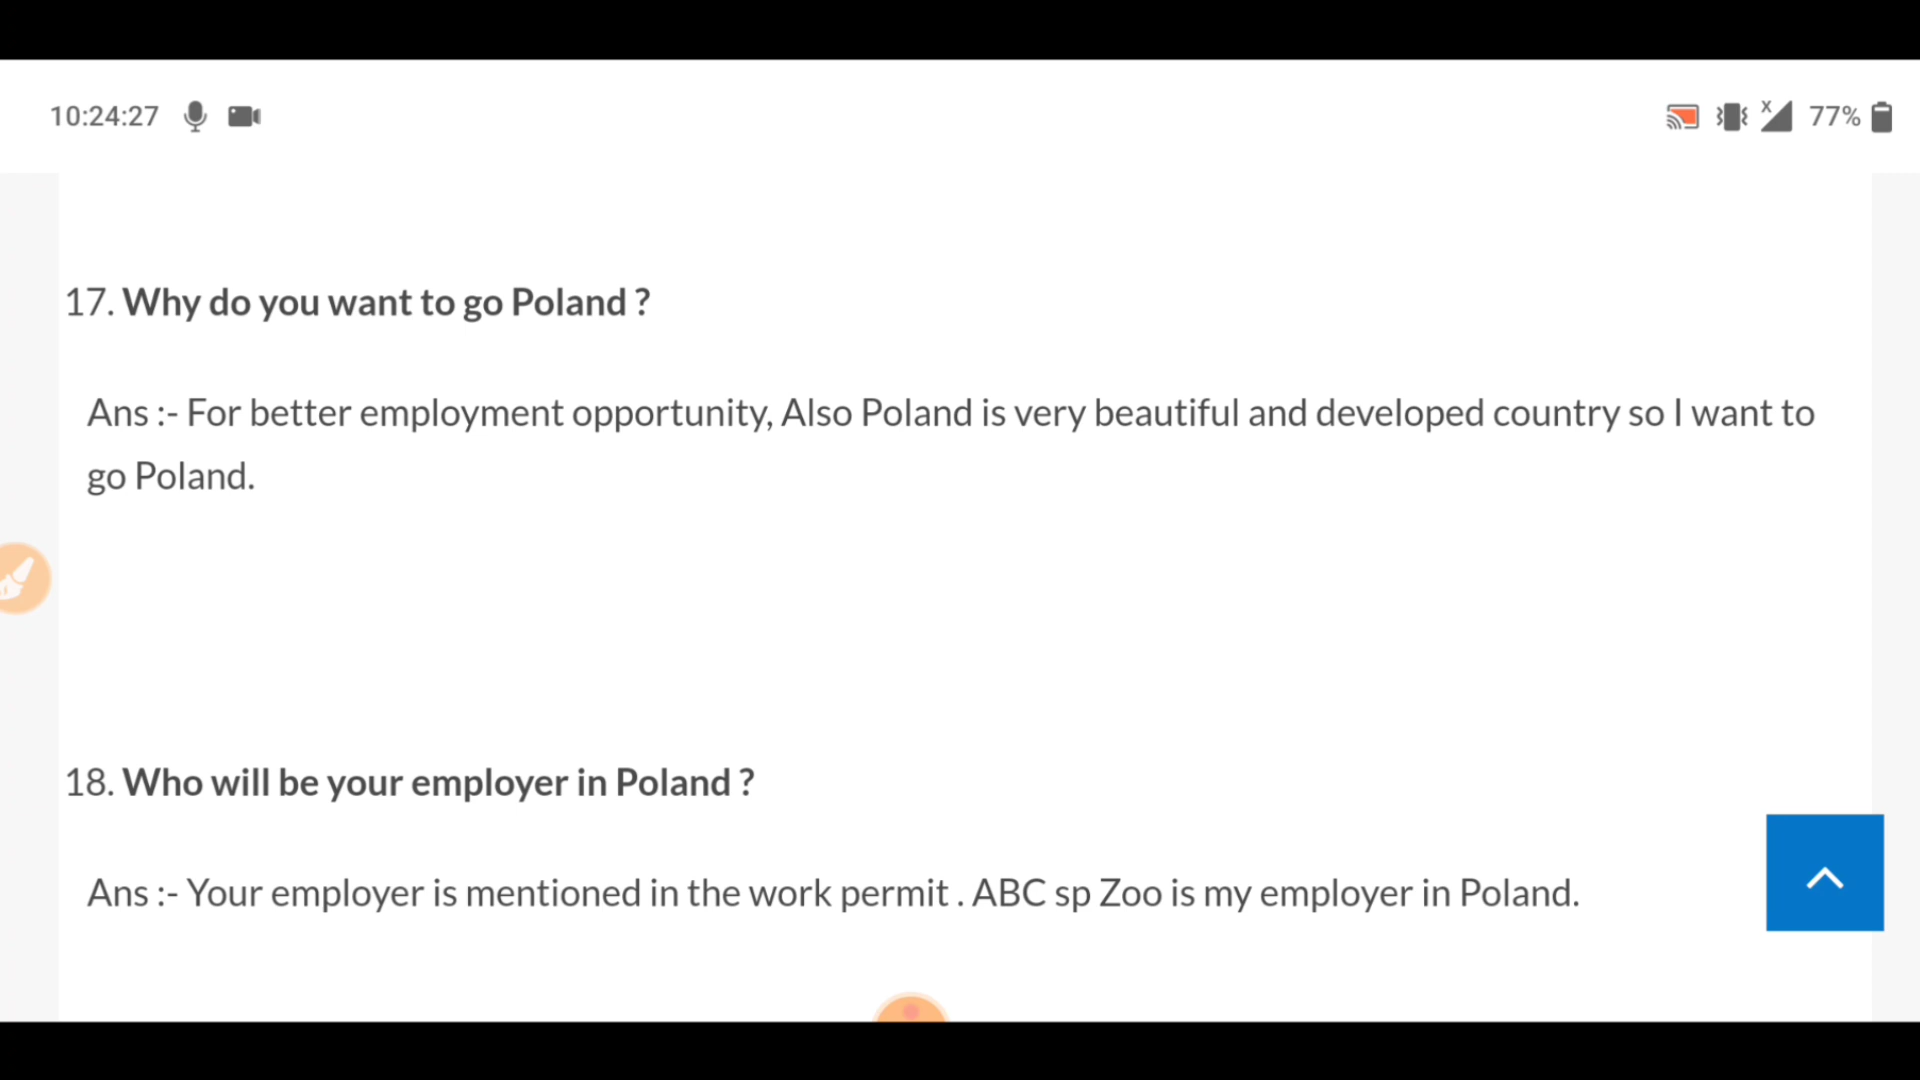 10:24:27
x 77%
17. Why do you want to go Poland ?
Ans :- For better employment opportunity, Also Poland is very beautiful and developed country so I want to
go Poland.
18. Who will be your employer in Poland ?
Ans :- Your employer is mentioned in the work permit . ABC sp Zoo is my employer in Poland.